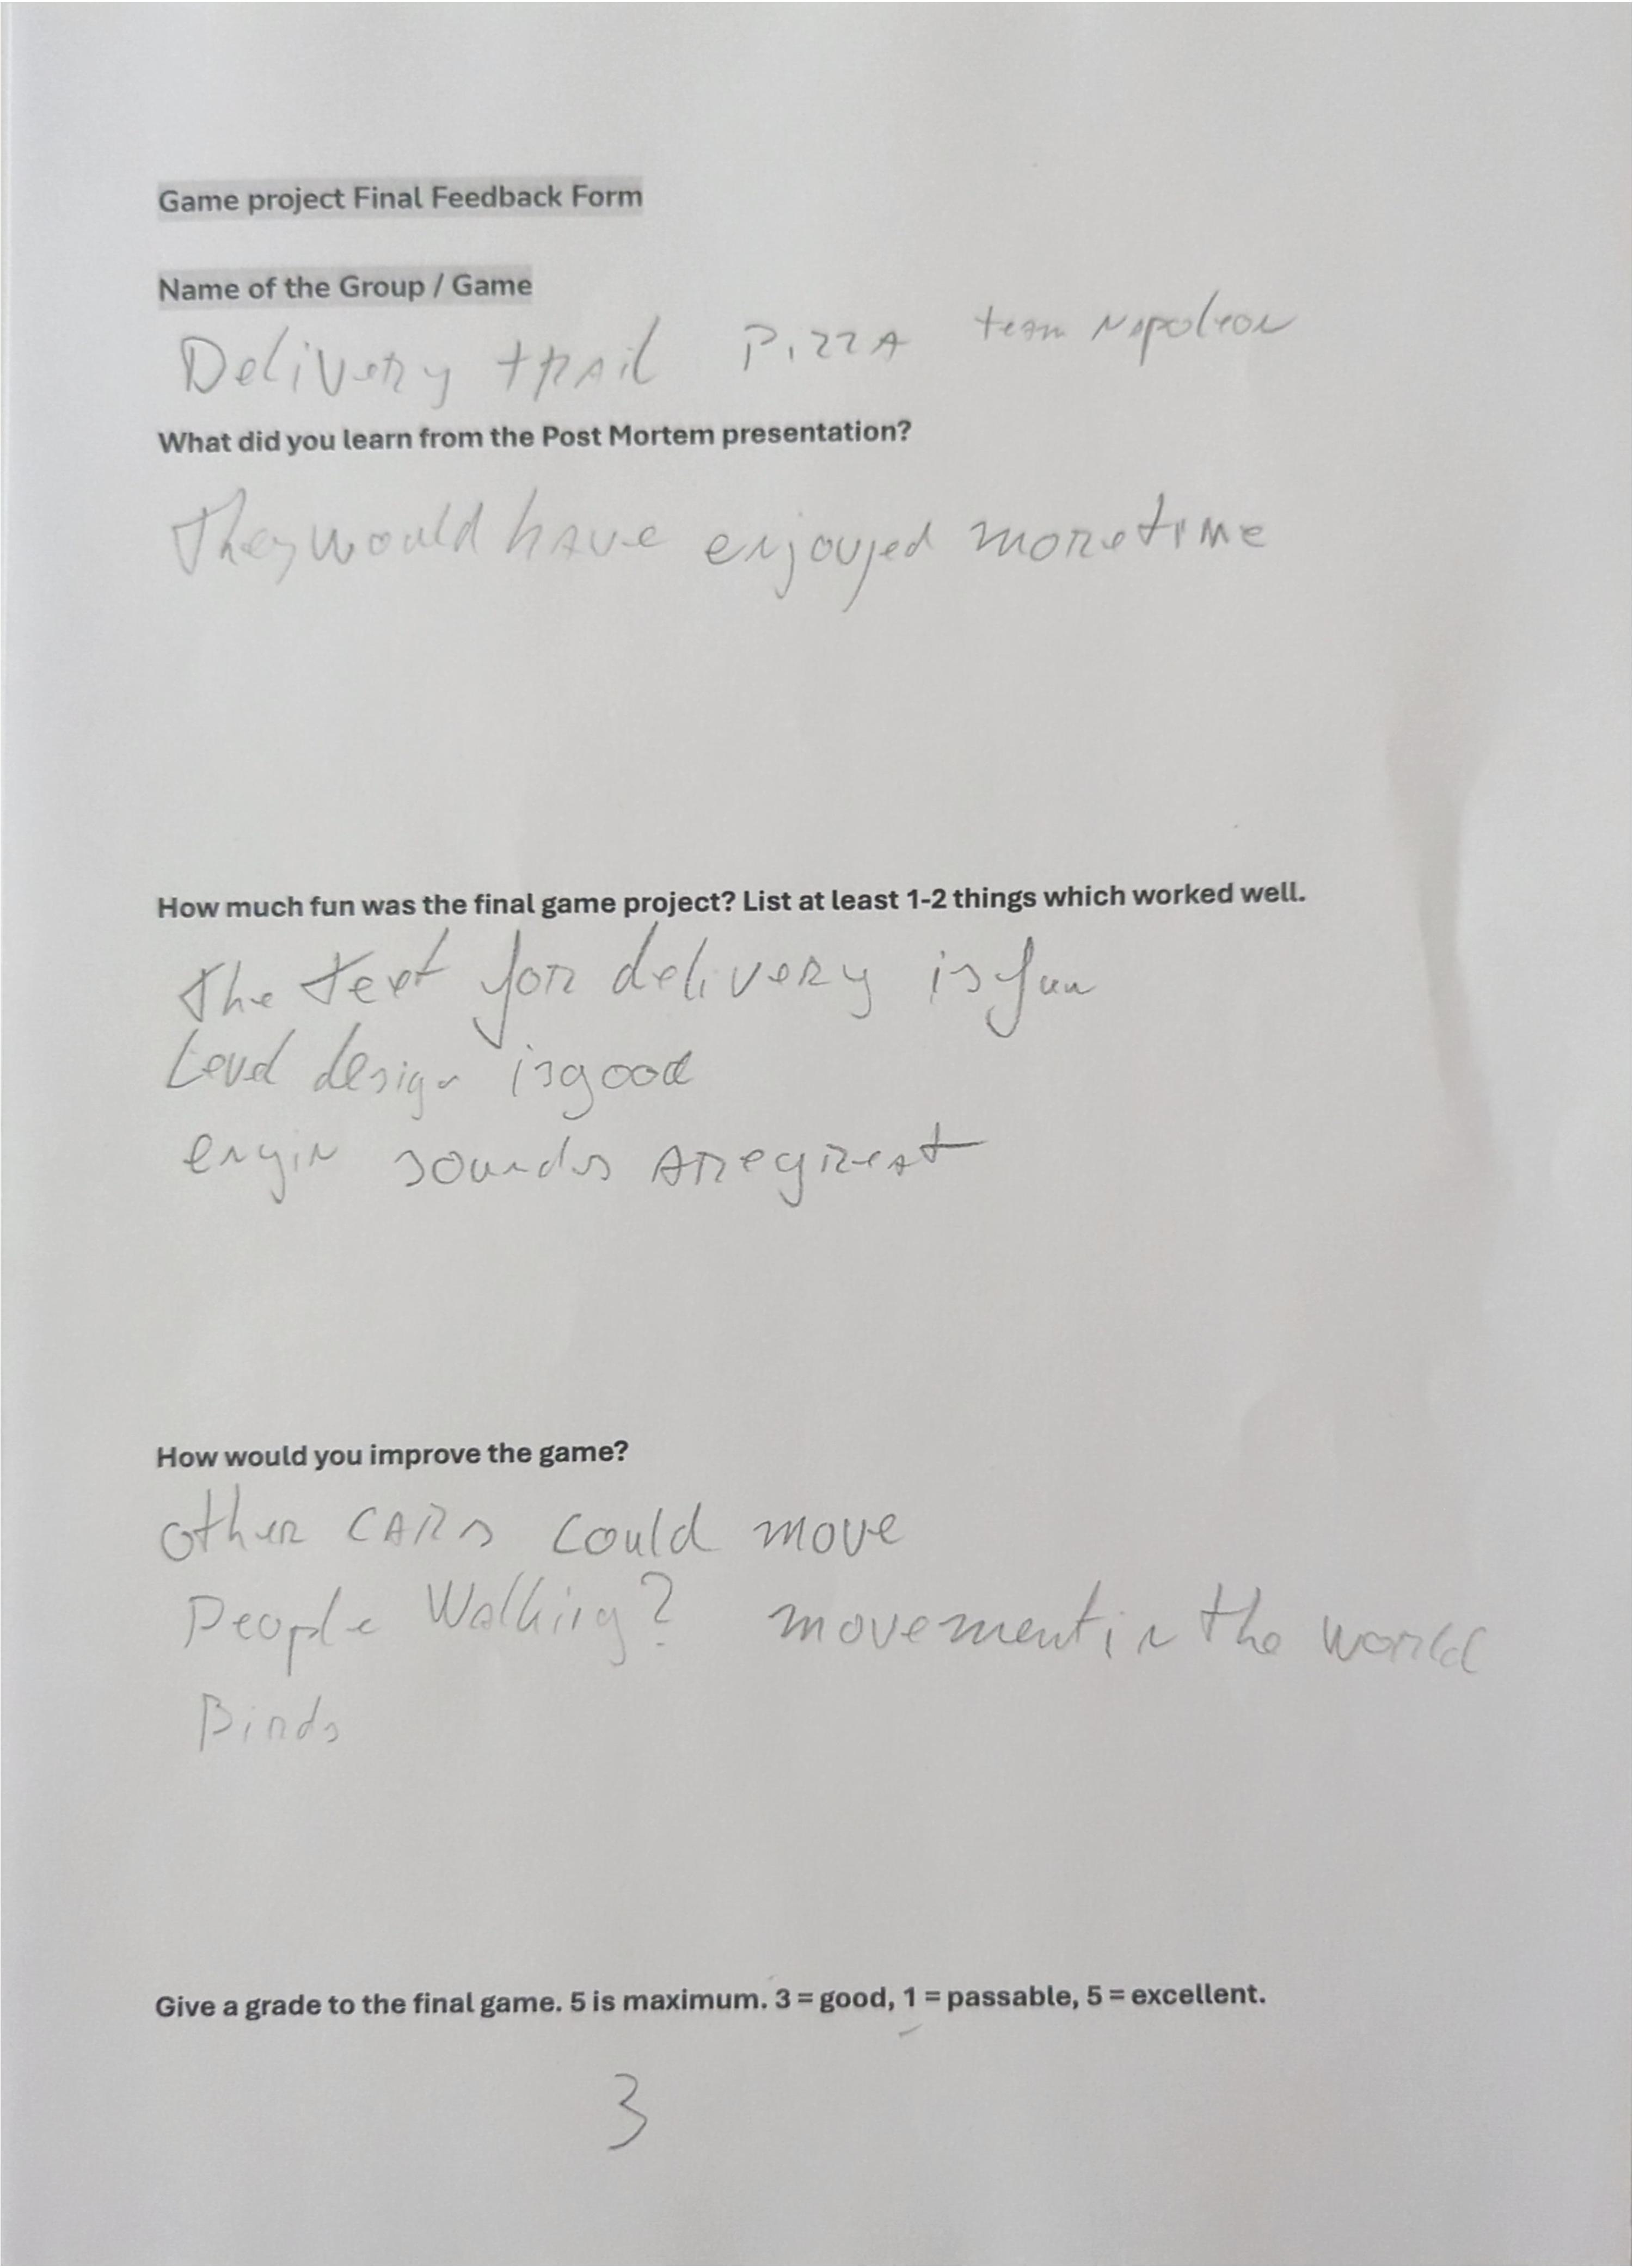 Game project Final Feedback Form
Name of the Group / Game
Delivery trail Pizza team Napoleon
What did you learn from the Post Mortem presentation?
They would have enjoyed more time
How much fun was the final game project? List at least 1-2 things which worked well.
The text for delivery is fun
Level design is good
engin sounds are great
How would you improve the game?
other cars could move
People Walking? movement in the world
Birds
Give a grade to the final game. 5 is maximum. 3 = good, 1 = passable, 5 = excellent.
3